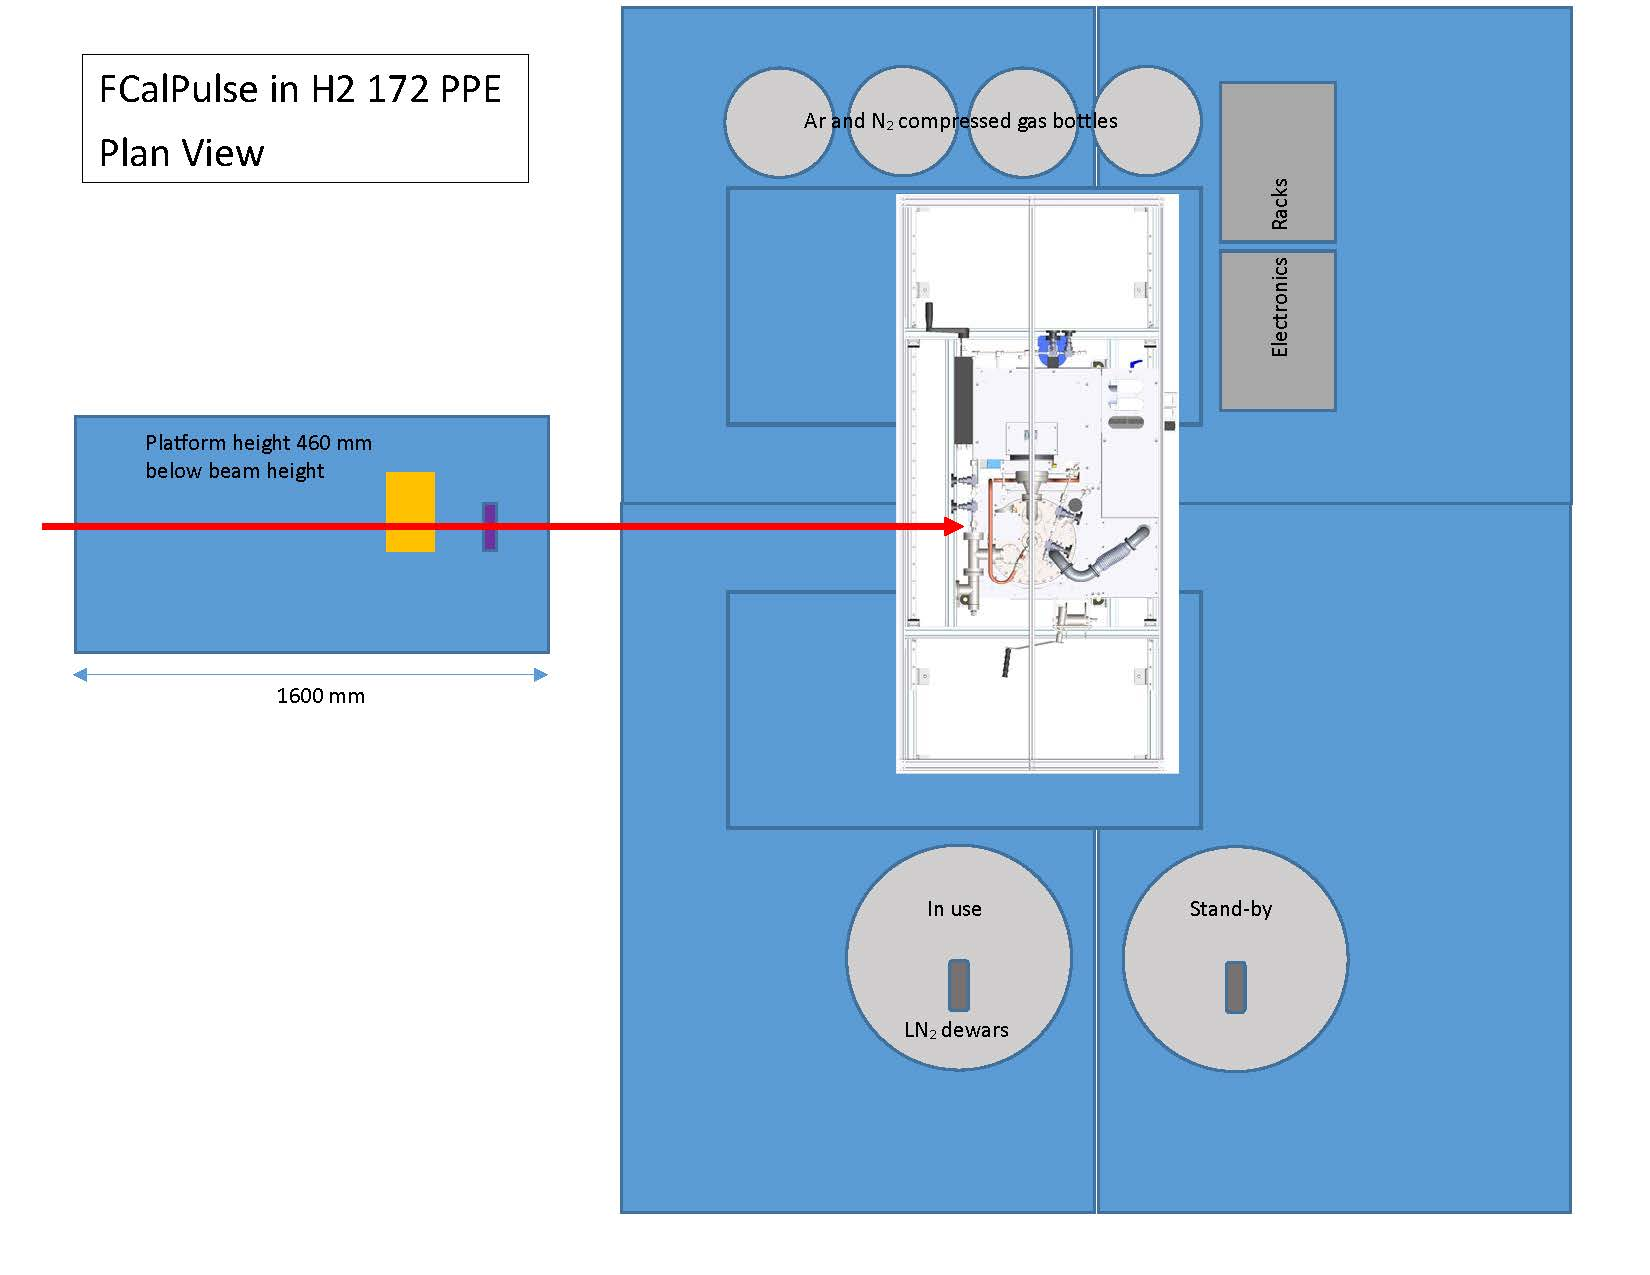 FCalPulse in H2 172 PPE
Plan View
Ar and N₂ compressed gas bottles
Racks
Electronics
Platform height 460 mm
below beam height
1600 mm
In use
Stand-by
LN₂ dewars